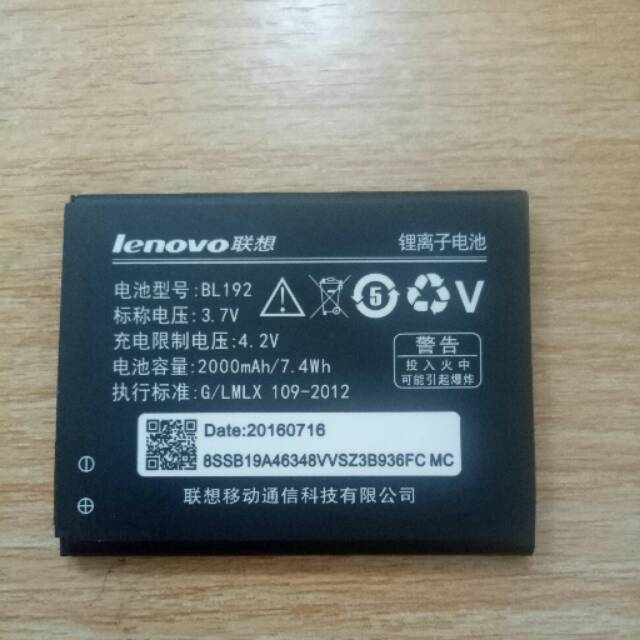 lenovo联想 锂离子电池
电池型号:BL192
标称电压:3.7V
充电限制电压:4.2V
电池容量:2000mAh/7.4Wh
执行标准:G/LMLX 109-2012
5
V
警告
投入火中
可能引起爆炸
Date:20160716
8SSB19A46348VVSZ3B936FC MC
联想移动通信科技有限公司